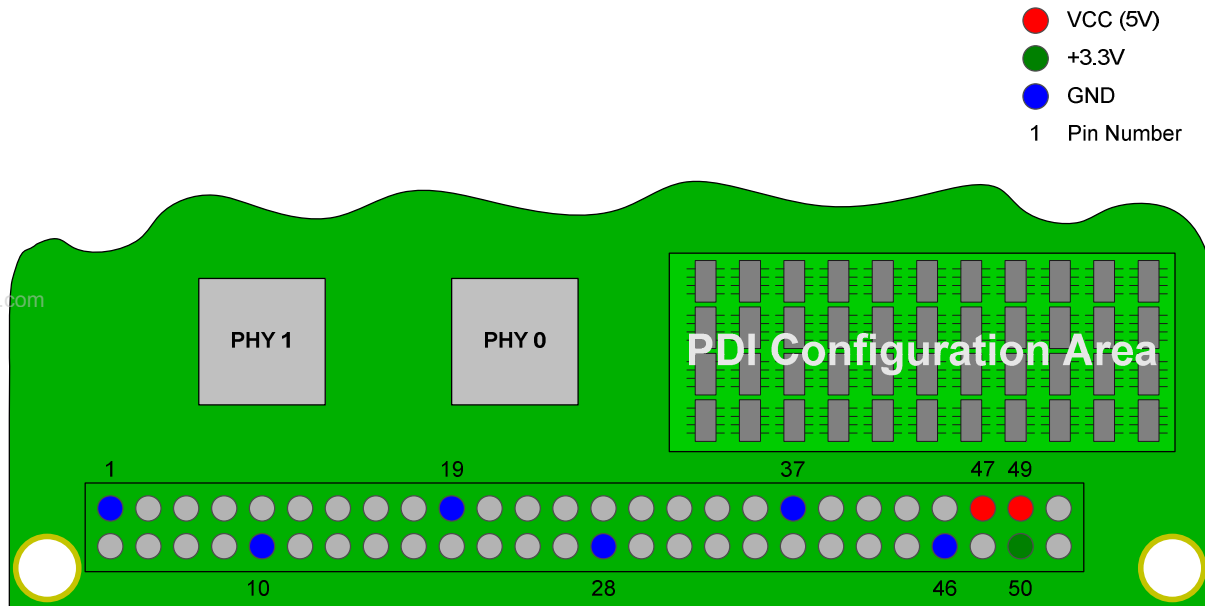 VCC (5V)
+3.3V
GND
1 Pin Number
.com
PHY 1
PHY 0
PDI Configuration Area
1
19
37
47
49
10
28
46
50